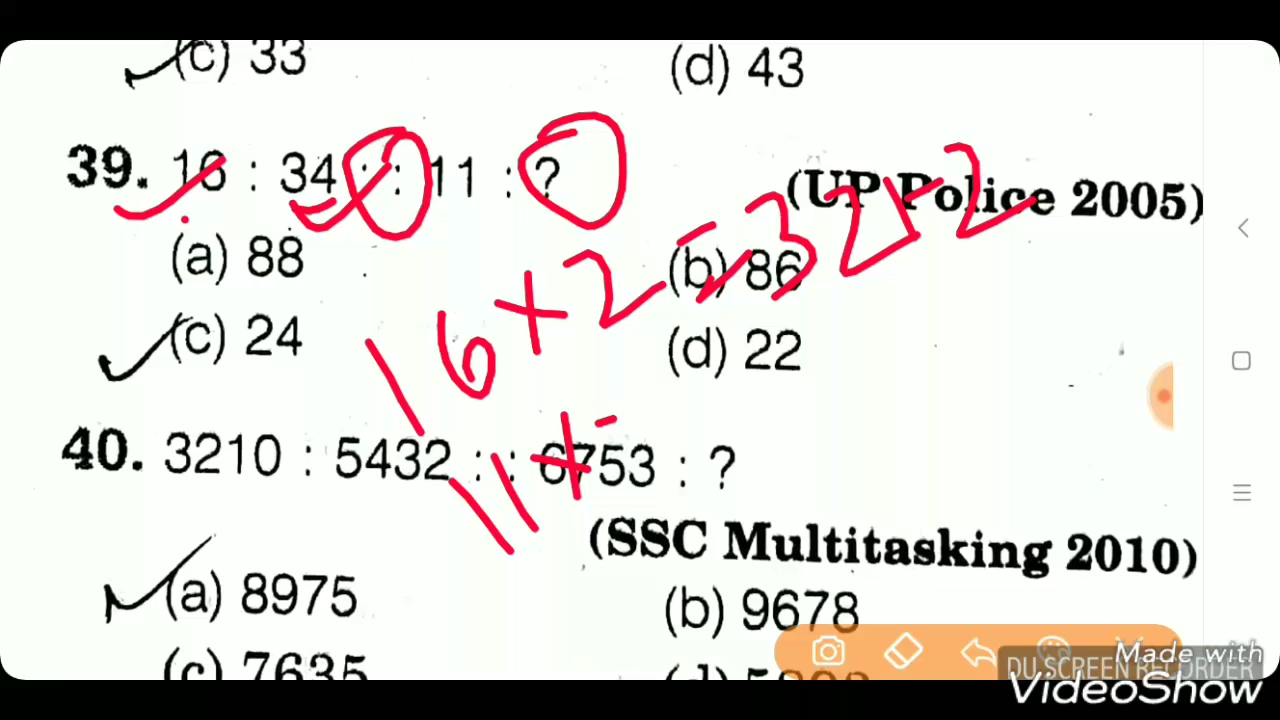 (c) 33 (d) 43
39. 16 : 34 : : 11 : ?
(UP Police 2005)
(a) 88 (b) 86
16 × 2 = 32 + 2
(c) 24 (d) 22
40. 3210 : 5432 : : 6753 : ?
11 ×
(SSC Multitasking 2010)
(a) 8975 (b) 9678
(c) 7635
Made with
DU SCREEN RECORDER
VideoShow